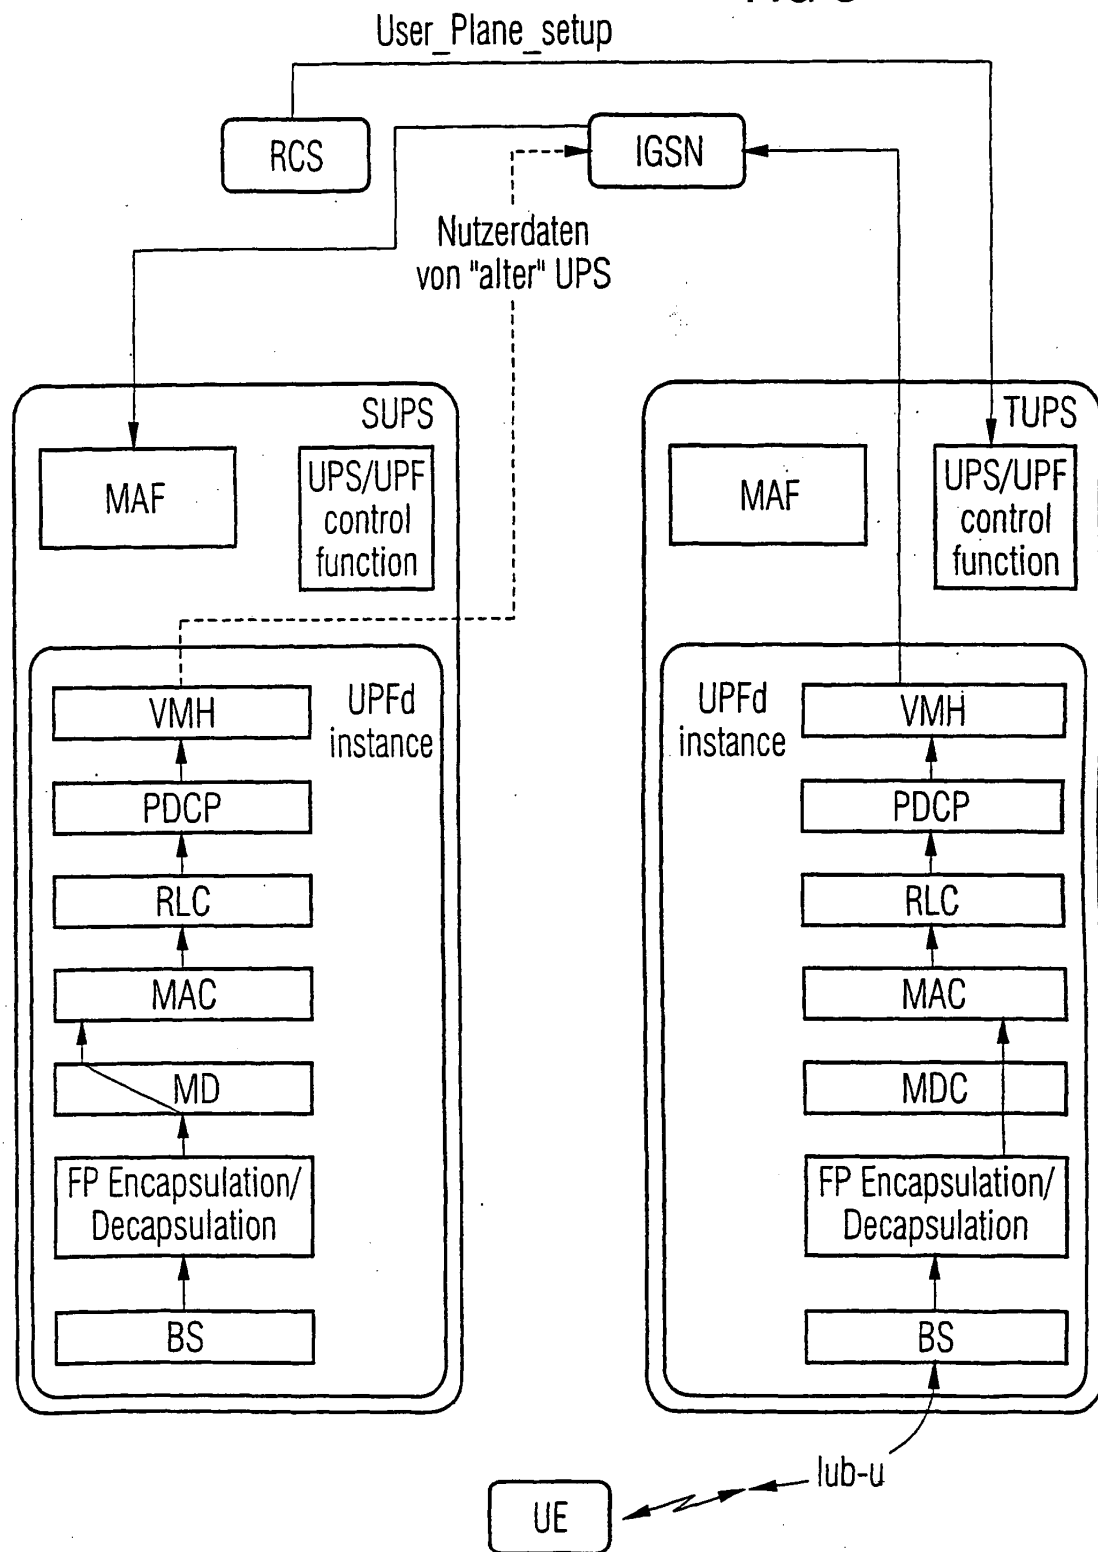 User_Plane_setup
RCS
IGSN
Nutzerdaten
von "alter" UPS
SUPS
MAF
UPS/UPF
control
function
UPFd
instance
VMH
PDCP
RLC
MAC
MD
FP Encapsulation/
Decapsulation
BS
TUPS
MAF
UPS/UPF
control
function
UPFd
instance
VMH
PDCP
RLC
MAC
MDC
FP Encapsulation/
Decapsulation
BS
lub-u
UE